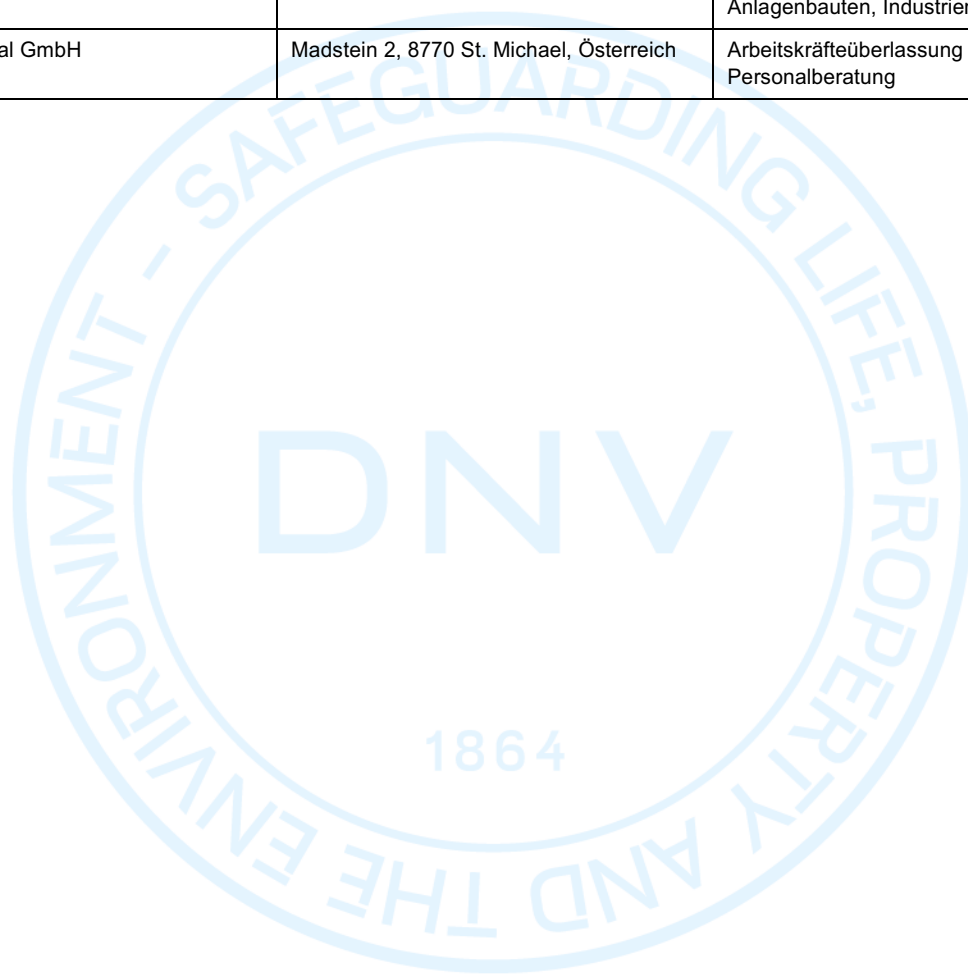 Anlagenbauten, Industrier
al GmbH
Madstein 2, 8770 St. Michael, Österreich
Arbeitskräfteüberlassung
Personalberatung
SAFEGUARDING LIFE, PROPERTY AND THE ENVIRONMENT -
DNV
1864